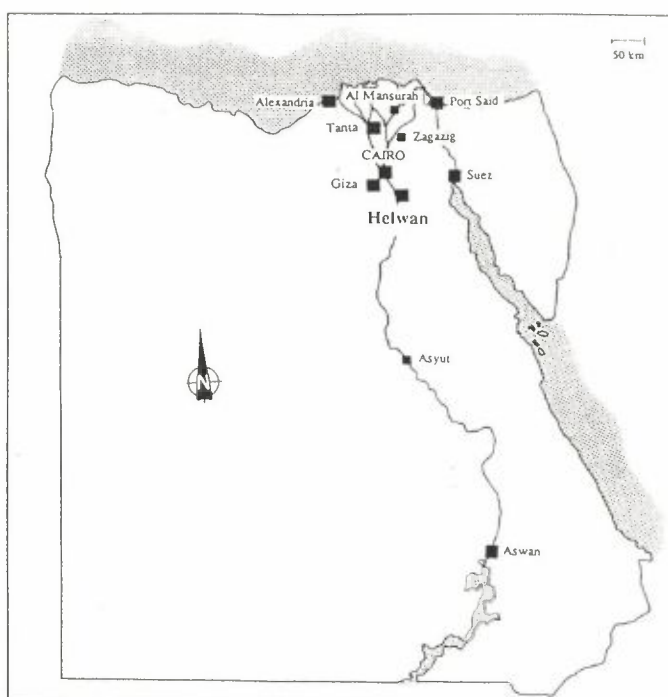 50 km
Alexandria
Al Mansurah
Port Said
Tanta
Zagazig
CAIRO
Giza
Suez
Helwan
N
Asyut
Aswan